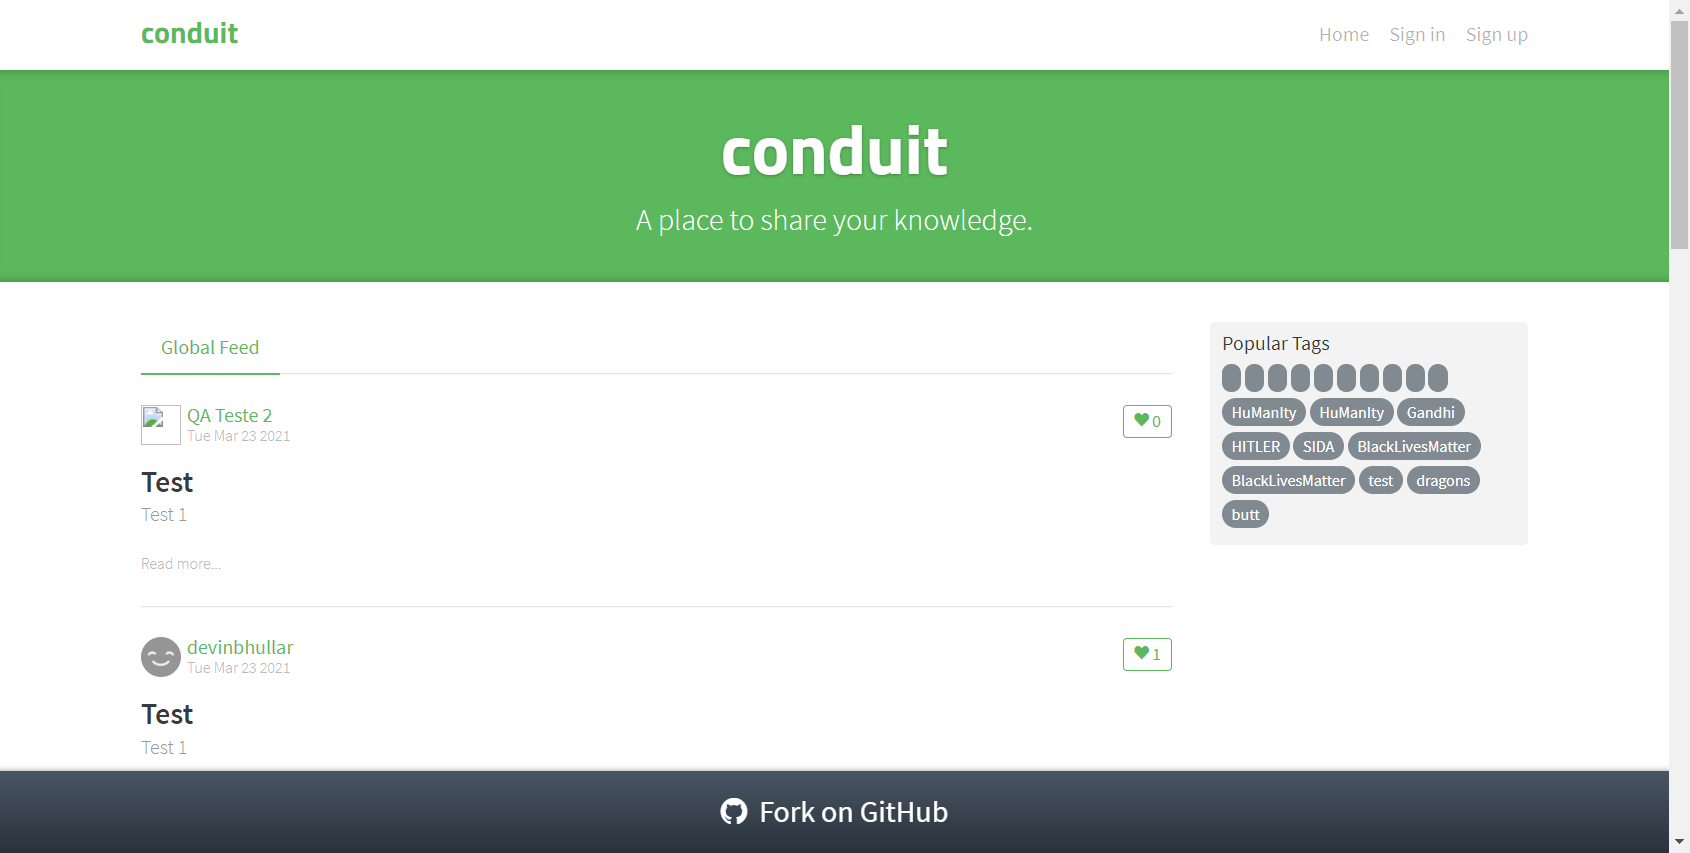 conduit
Home Sign in Sign up
conduit
A place to share your knowledge.
Global Feed
QA Teste 2
Tue Mar 23 2021
0
Test
Test 1
Read more...
devinbhullar
Tue Mar 23 2021
1
Test
Test 1
Popular Tags
HuManIty HuManIty Gandhi
HITLER SIDA BlackLivesMatter
BlackLivesMatter test dragons
butt
Fork on GitHub